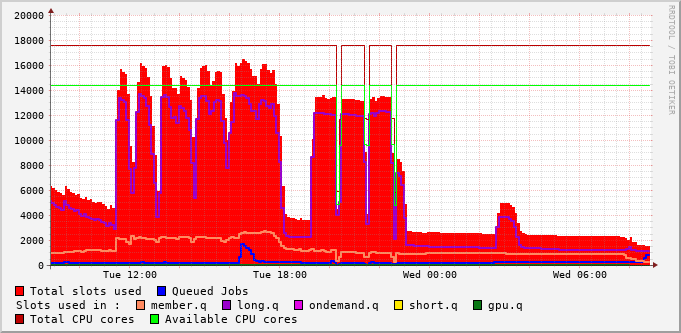 20000
18000
16000
14000
12000
10000
8000
6000
4000
2000
0
Tue 12:00 Tue 18:00 Wed 00:00 Wed 06:00
RRDTOOL / TOBI OETIKER
Total slots used Queued Jobs
Slots used in : member.q long.q ondemand.q short.q gpu.q
Total CPU cores Available CPU cores